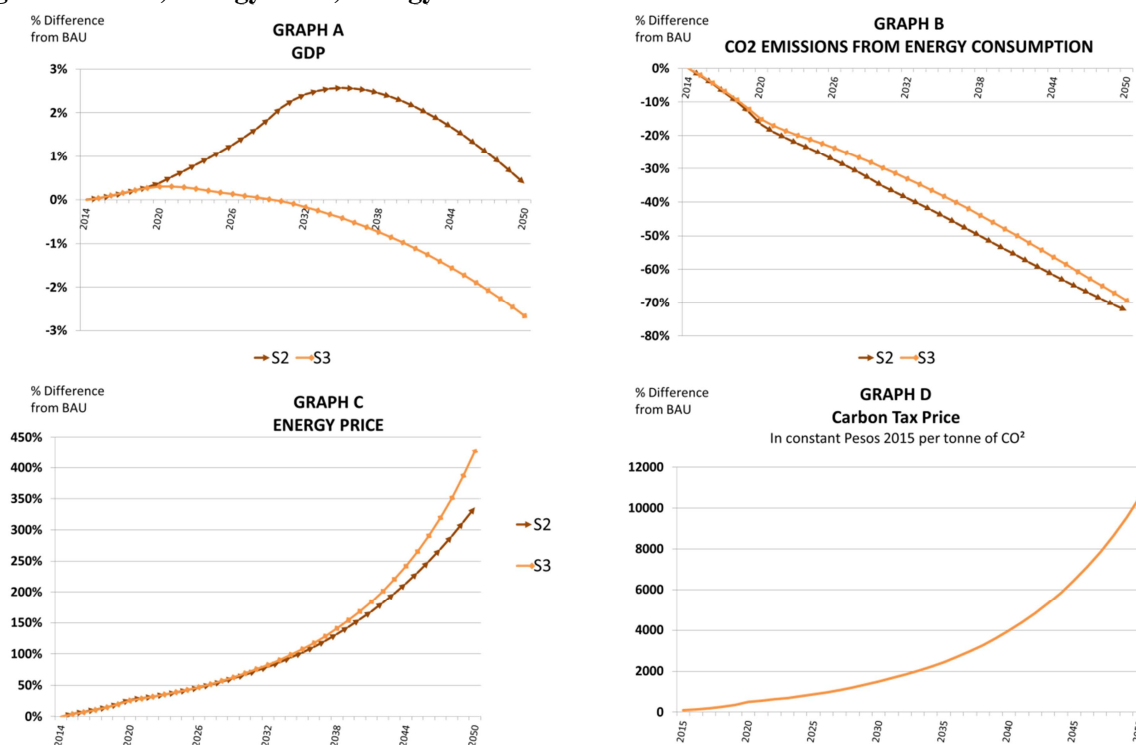 % Difference
from BAU
GRAPH A
GDP
3%
2%
1%
0%
-1%
-2%
-3%
2014
2020
2026
2032
2038
2044
2050
S2
S3
% Difference
from BAU
GRAPH B
CO2 EMISSIONS FROM ENERGY CONSUMPTION
0%
-10%
-20%
-30%
-40%
-50%
-60%
-70%
-80%
2014
2020
2026
2032
2038
2044
2050
S2
S3
% Difference
from BAU
GRAPH C
ENERGY PRICE
450%
400%
350%
300%
250%
200%
150%
100%
50%
0%
2014
2020
2026
2032
2038
2044
2050
S2
S3
% Difference
from BAU
GRAPH D
Carbon Tax Price
In constant Pesos 2015 per tonne of CO²
12000
10000
8000
6000
4000
2000
0
2015
2020
2025
2030
2035
2040
2045